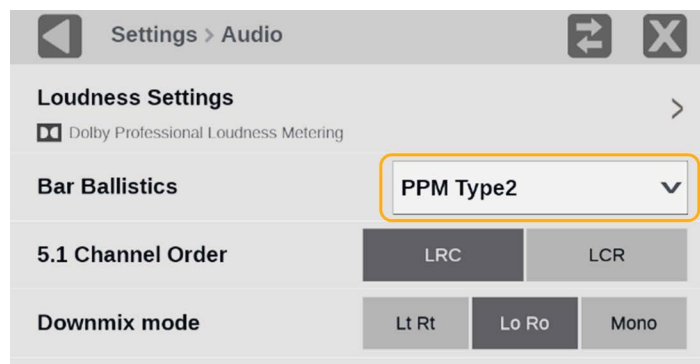 Settings > Audio
Loudness Settings
Dolby Professional Loudness Metering
Bar Ballistics
PPM Type2
5.1 Channel Order
LRC
LCR
Downmix mode
Lt Rt
Lo Ro
Mono